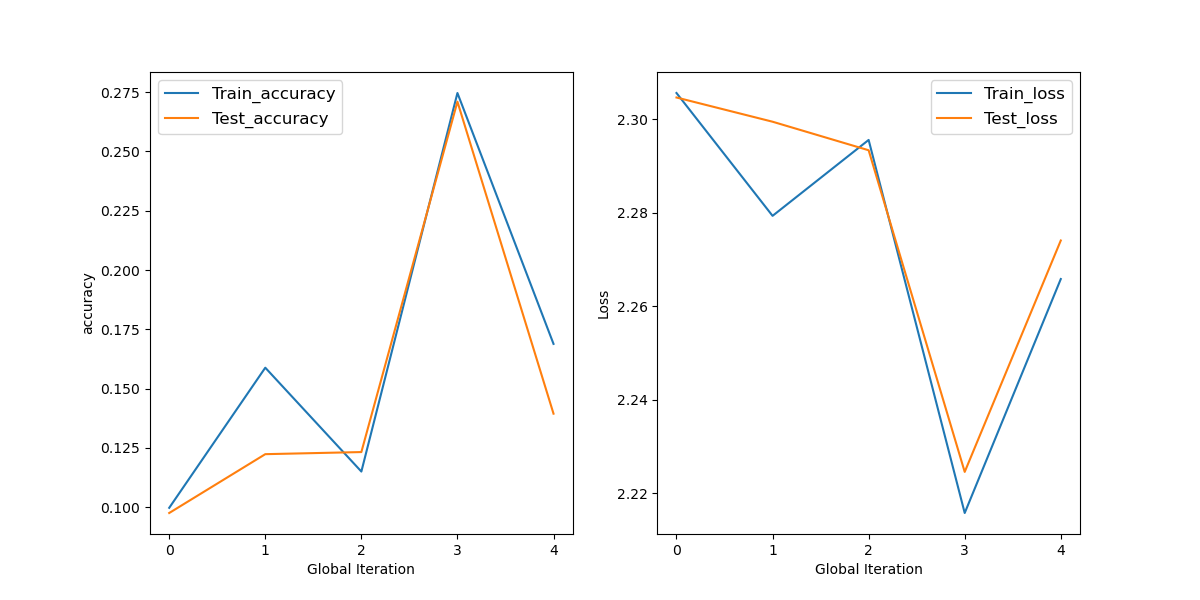 Train_accuracy
Test_accuracy
0.275
0.250
0.225
0.200
0.175
0.150
0.125
0.100
accuracy
0 1 2 3 4
Global Iteration
Train_loss
Test_loss
2.30
2.28
2.26
2.24
2.22
Loss
0 1 2 3 4
Global Iteration